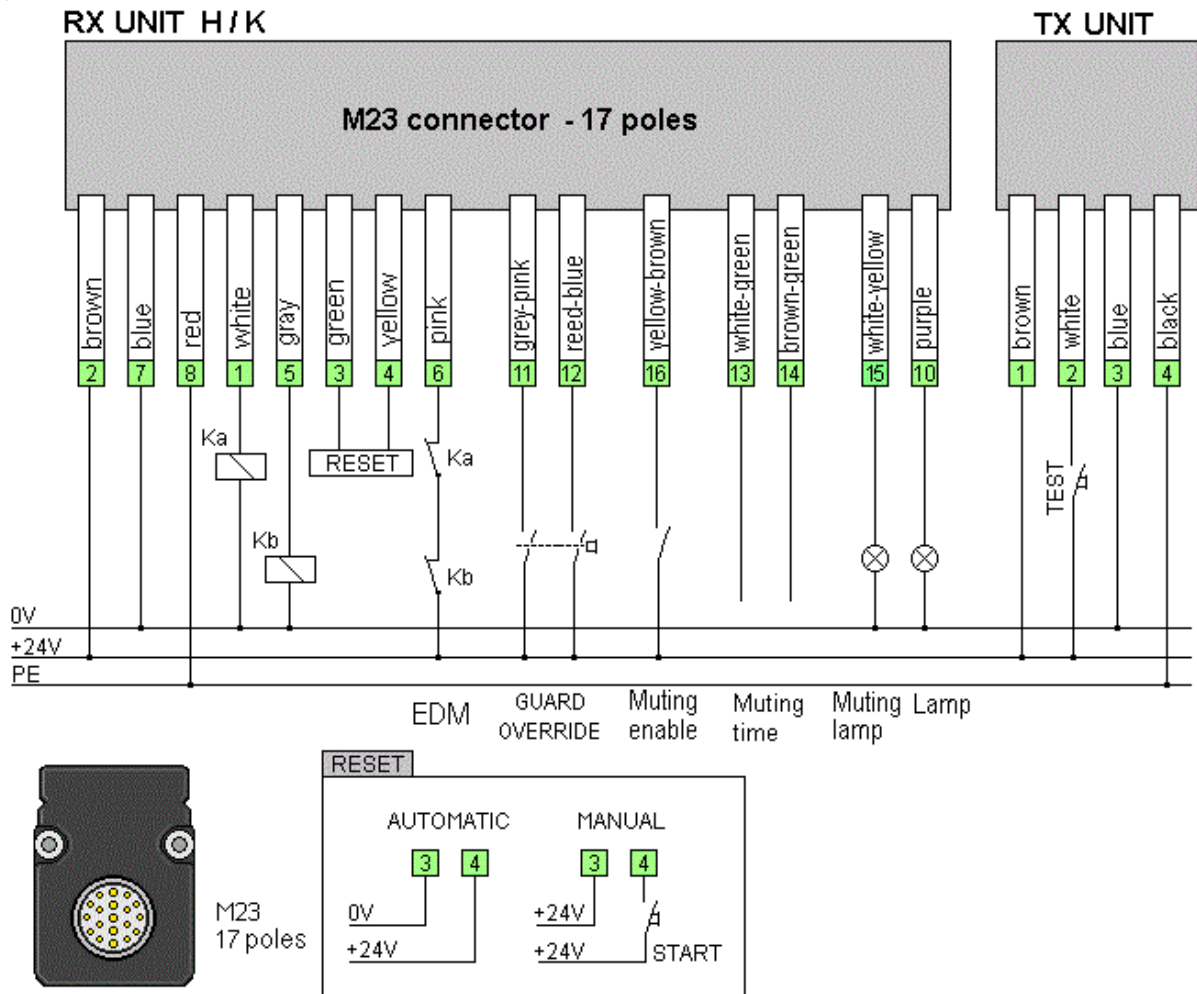 RX UNIT H / K
TX UNIT
M23 connector - 17 poles
brown
blue
red
white
gray
green
yellow
pink
grey-pink
reed-blue
yellow-brown
white-green
brown-green
white-yellow
purple
brown
white
blue
black
2 7 8 1 5 3 4 6 11 12 16 13 14 15 10 1 2 3 4
Ka
RESET
Ka
TEST
Kb
Kb
0V
+24V
PE
EDM
GUARD
OVERRIDE
Muting
enable
Muting
time
Muting
lamp
Lamp
RESET
AUTOMATIC
MANUAL
3 4 3 4
0V
+24V
+24V
+24V
START
M23
17 poles